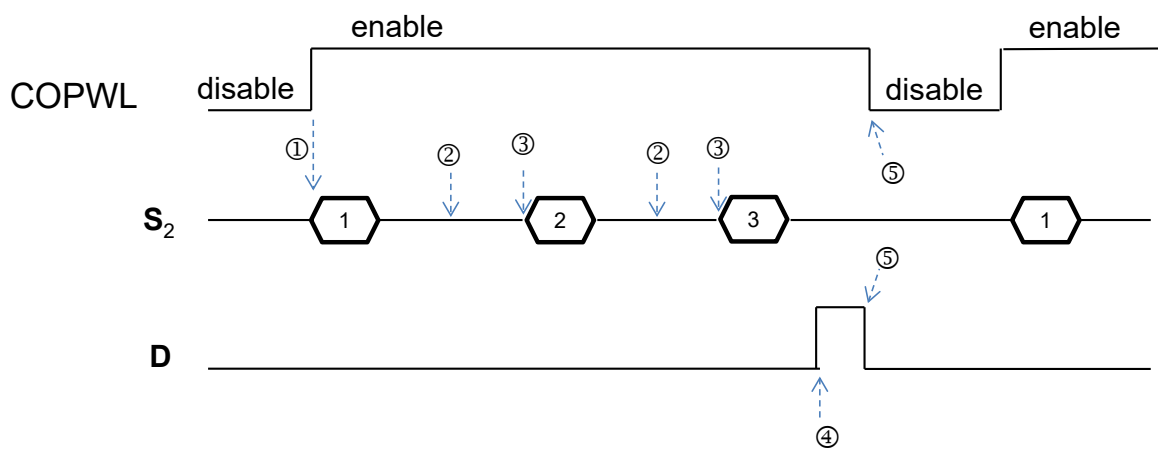 enable
enable
disable
disable
COPWL
① ② ③ ② ③
⑤
S₂ 1 2 3 1
⑤
D
④